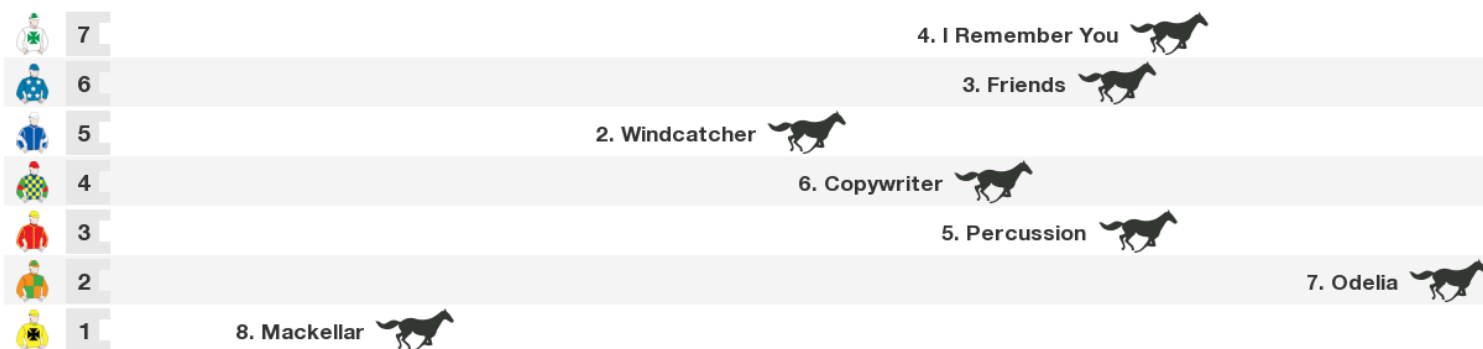 7 4. I Remember You
6 3. Friends
5 2. Windcatcher
4 6. Copywriter
3 5. Percussion
2 7. Odelia
1 8. Mackellar